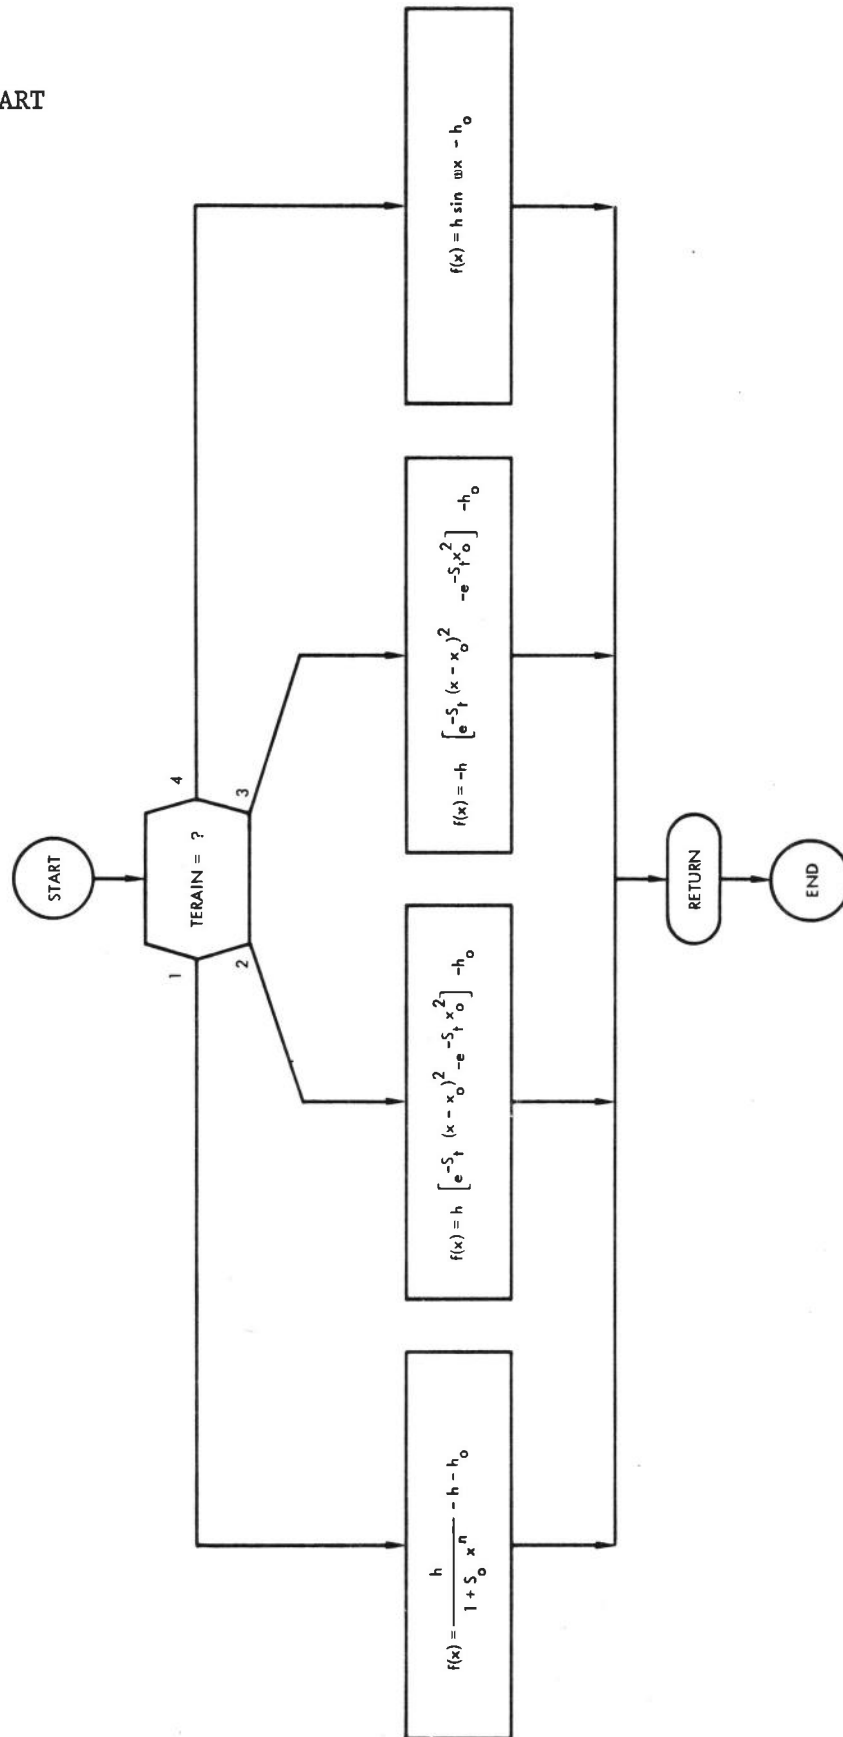 ART
START
TERAIN = ?
1
2
3
4
f(x) = h / (1 + S_o x^n) - h - h_o
f(x) = h [e^-S_t (x - x_o)^2 -e^-S_t x_o^2] -h_o
f(x) = -h [e^-S_t (x - x_o)^2 -e^-S_t x_o^2] -h_o
f(x) = h sin ωx - h_o
RETURN
END